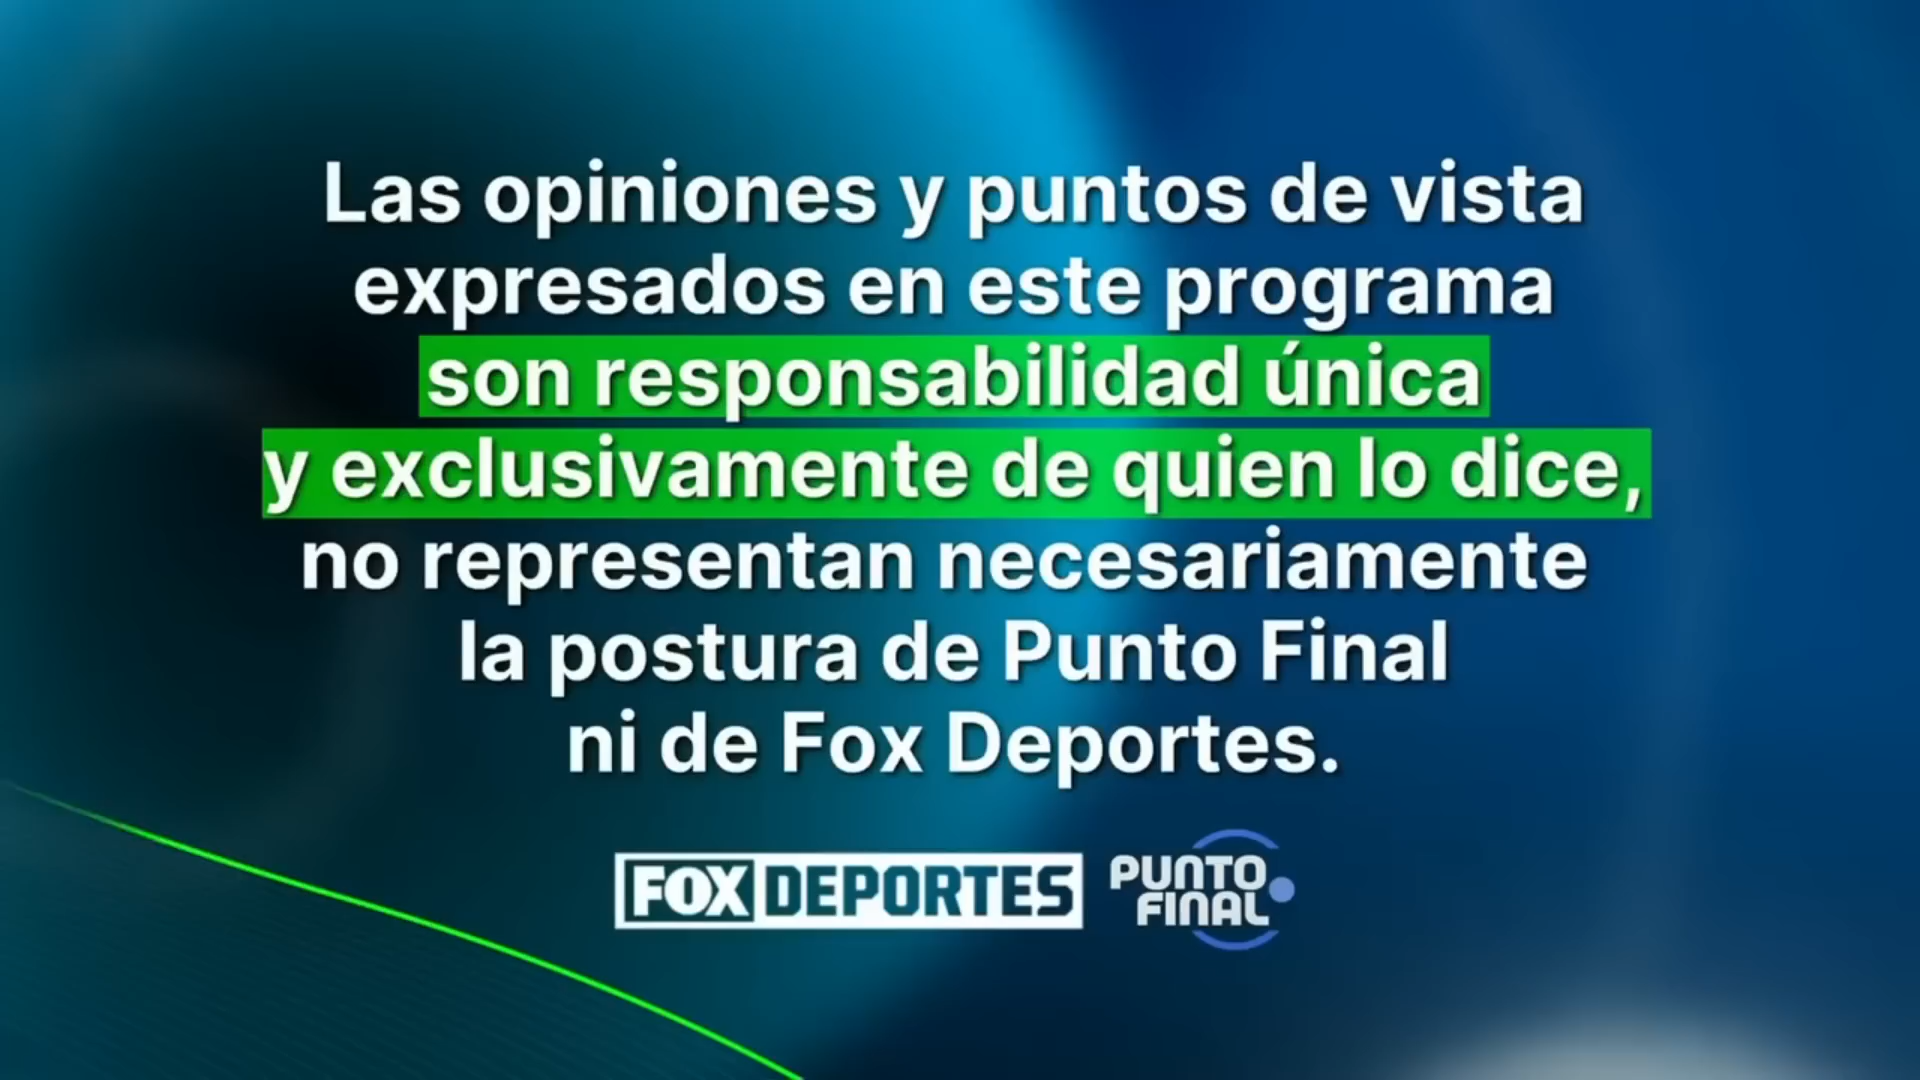 Las opiniones y puntos de vista
expresados en este programa
son responsabilidad única
y exclusivamente de quien lo dice,
no representan necesariamente
la postura de Punto Final
ni de Fox Deportes.
FOX DEPORTES
PUNTO
FINAL